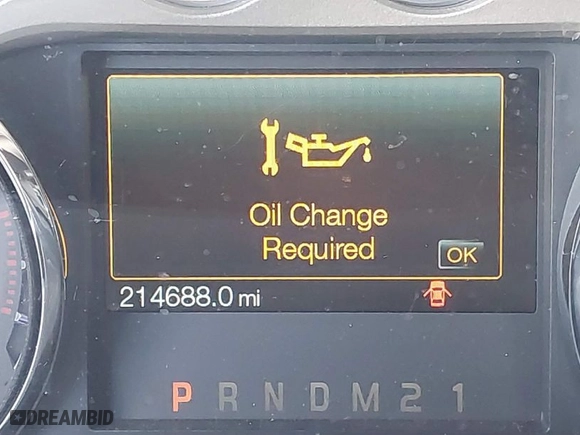 Oil Change
Required
OK
214688.0 mi
P R N D M 2 1
DREAMBID